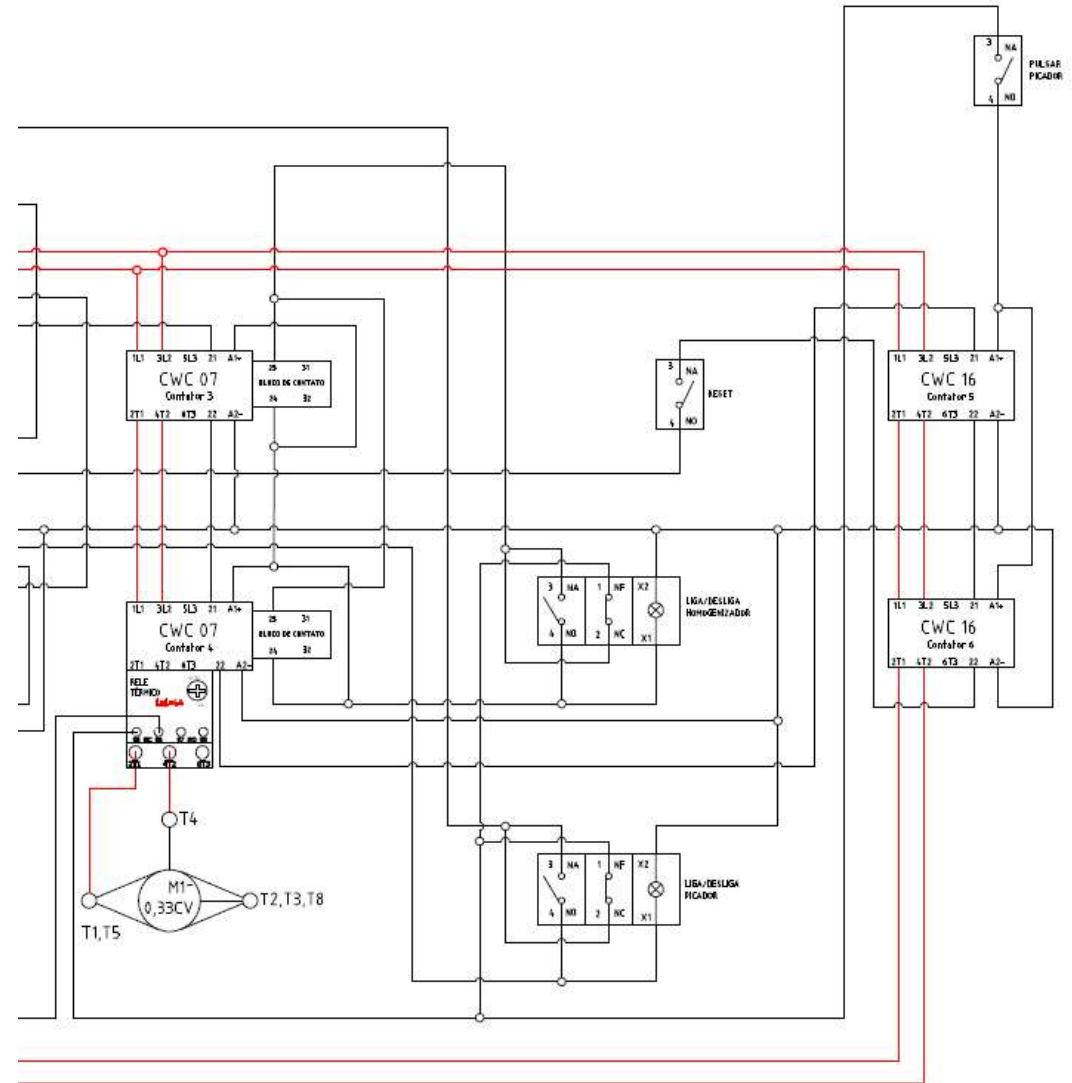 3 NA
PULSAR
PICADOR
4 NO
1L1 3L2 5L3 21 A1+
CWC 07
Contator 3
2T1 4T2 6T3 22 A2-
31
BLOCO DE CONTATO
24 32
3 NA
RESET
4 NO
1L1 3L2 5L3 21 A1+
CWC 16
Contator 5
2T1 4T2 6T3 22 A2-
1L1 3L2 5L3 21 A1+
CWC 07
Contator 4
2T1 4T2 6T3 22 A2-
31
BLOCO DE CONTATO
24 32
RELE
TÉRMICO
2T1 4T2 6T3
3 NA 1 NF X2
LIGA/DESLIGA
HOMOGENIZADOR
4 NO 2 NC X1
1L1 3L2 5L3 21 A1+
CWC 16
Contator 6
2T1 4T2 6T3 22 A2-
T4
M1-
0,33CV
T2,T3,T8
T1,T5
3 NA 1 NF X2
LIGA/DESLIGA
PICADOR
4 NO 2 NC X1